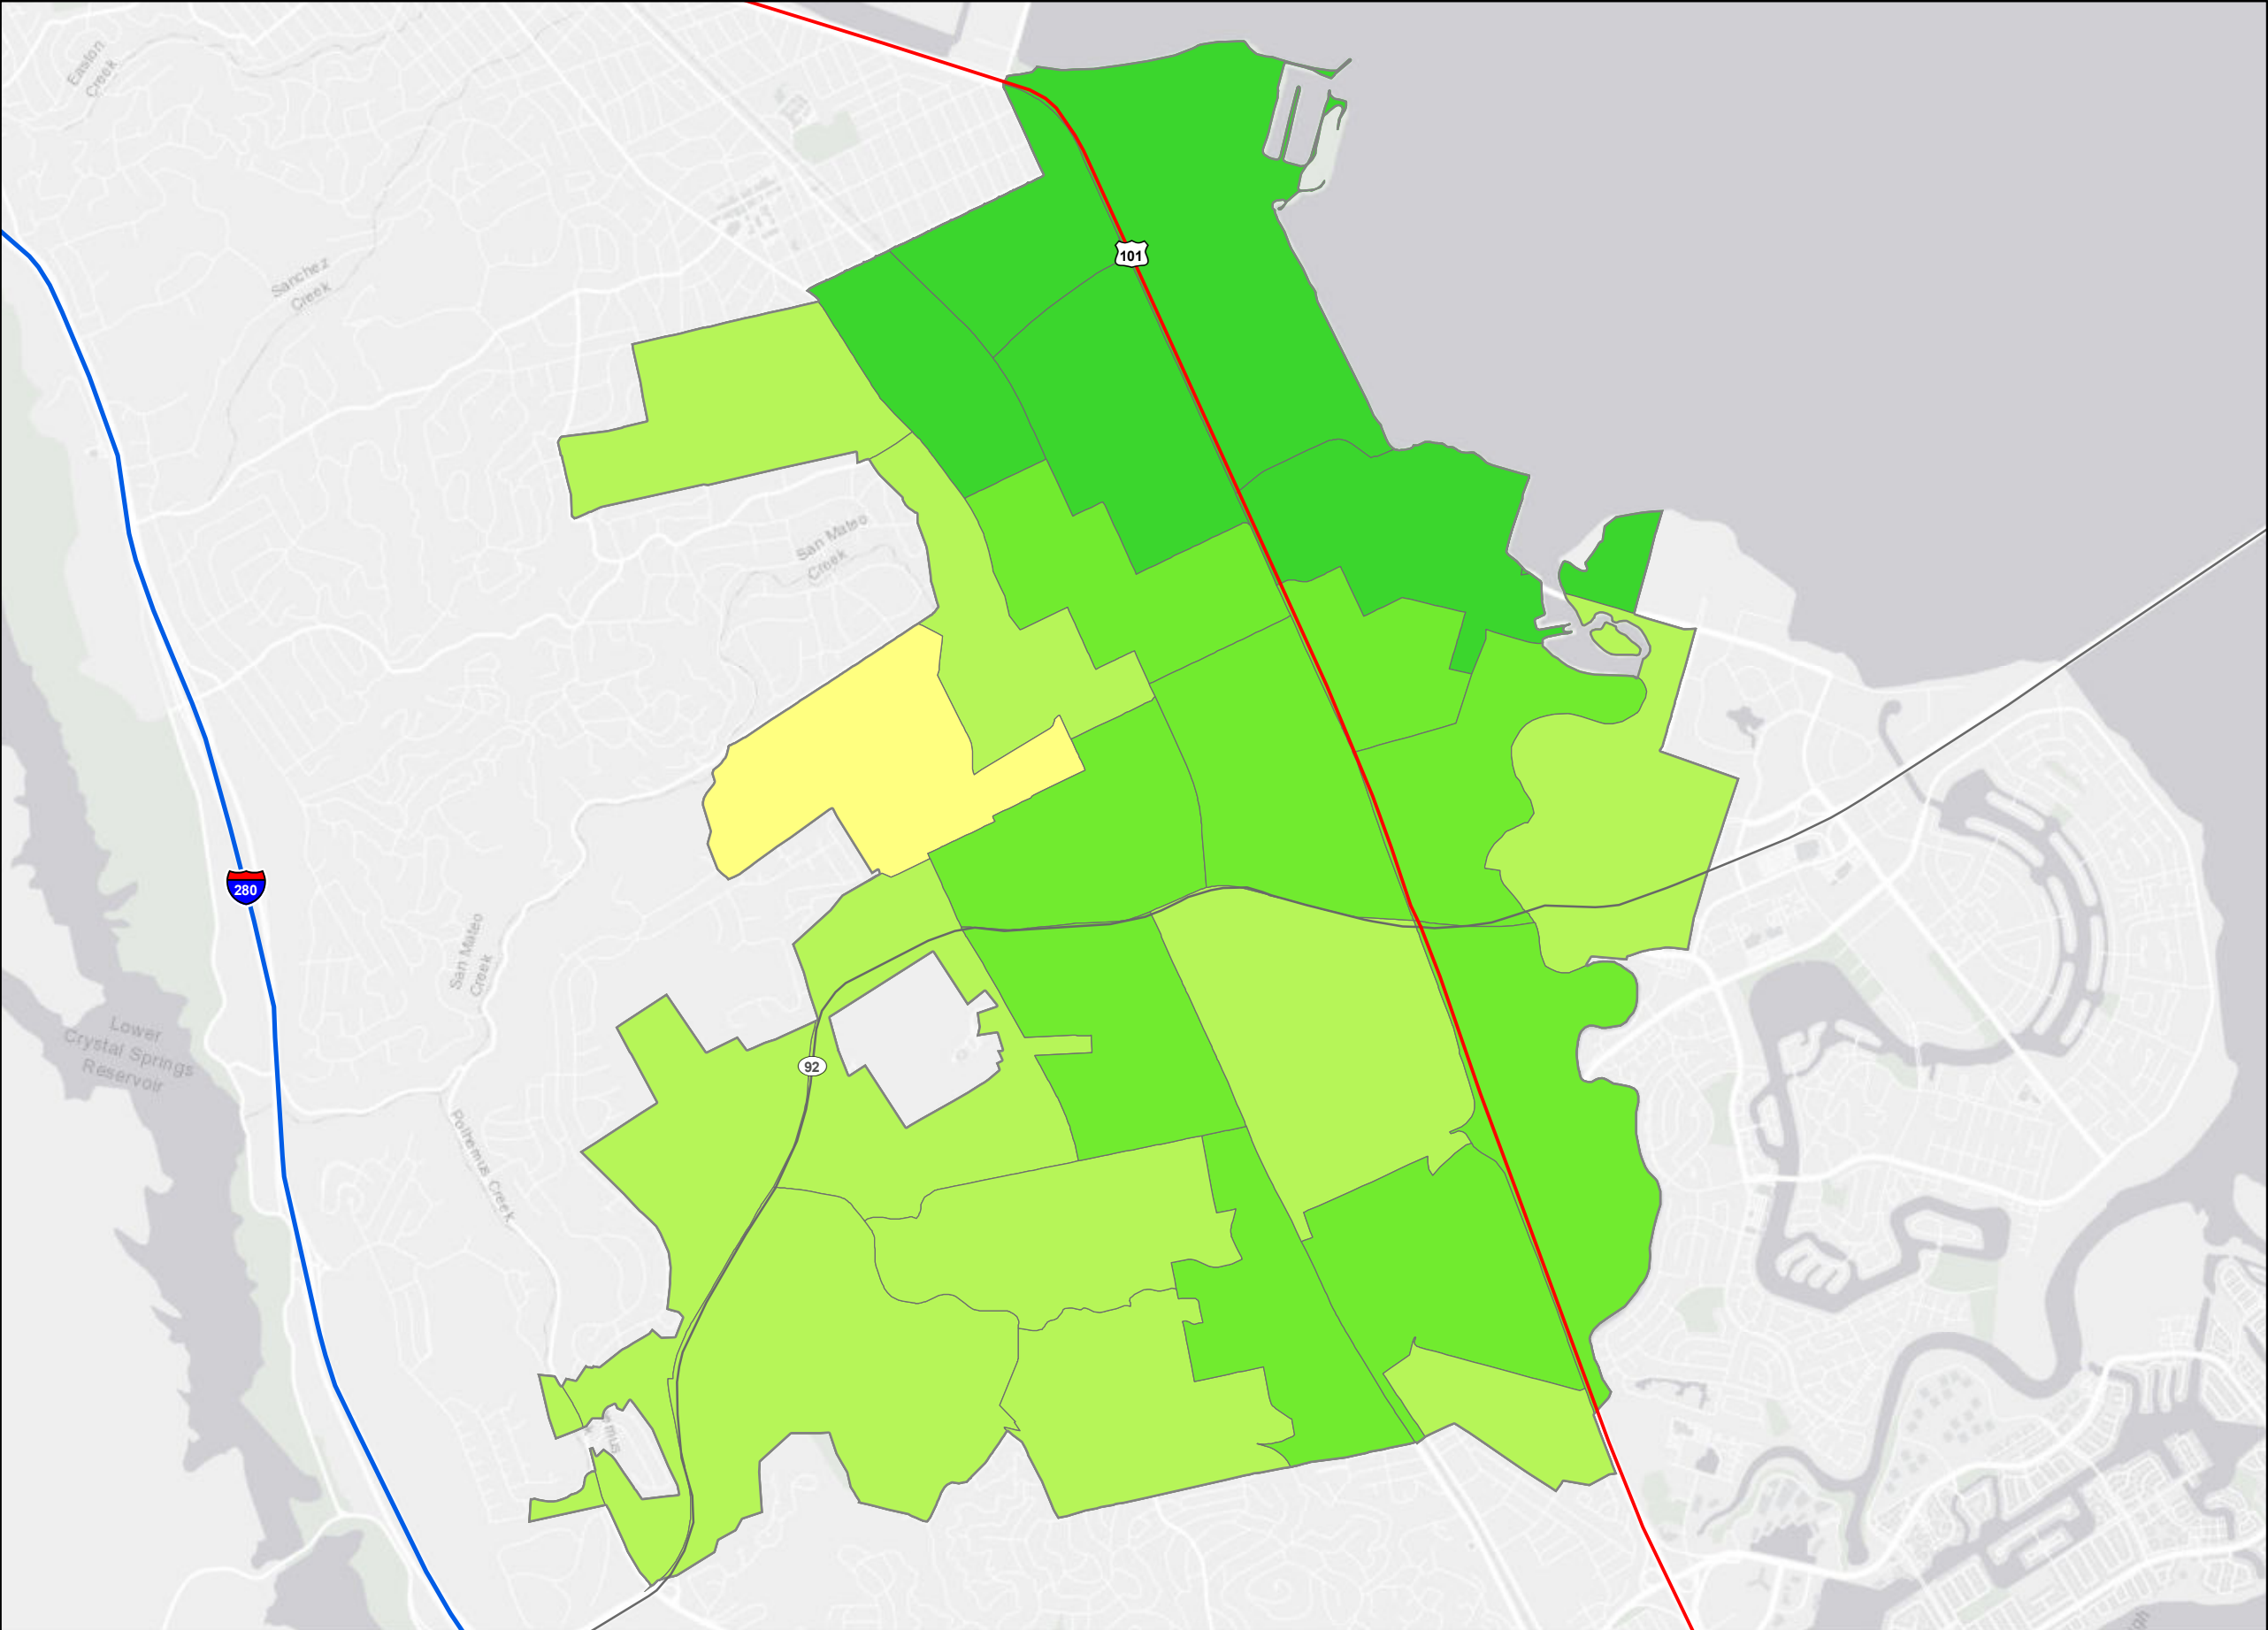 Easton
Creek
Sanchez
Creek
101
San Mateo
Creek
280
San Mateo
Creek
Lower
Crystal Springs
Reservoir
92
Polhemus Creek